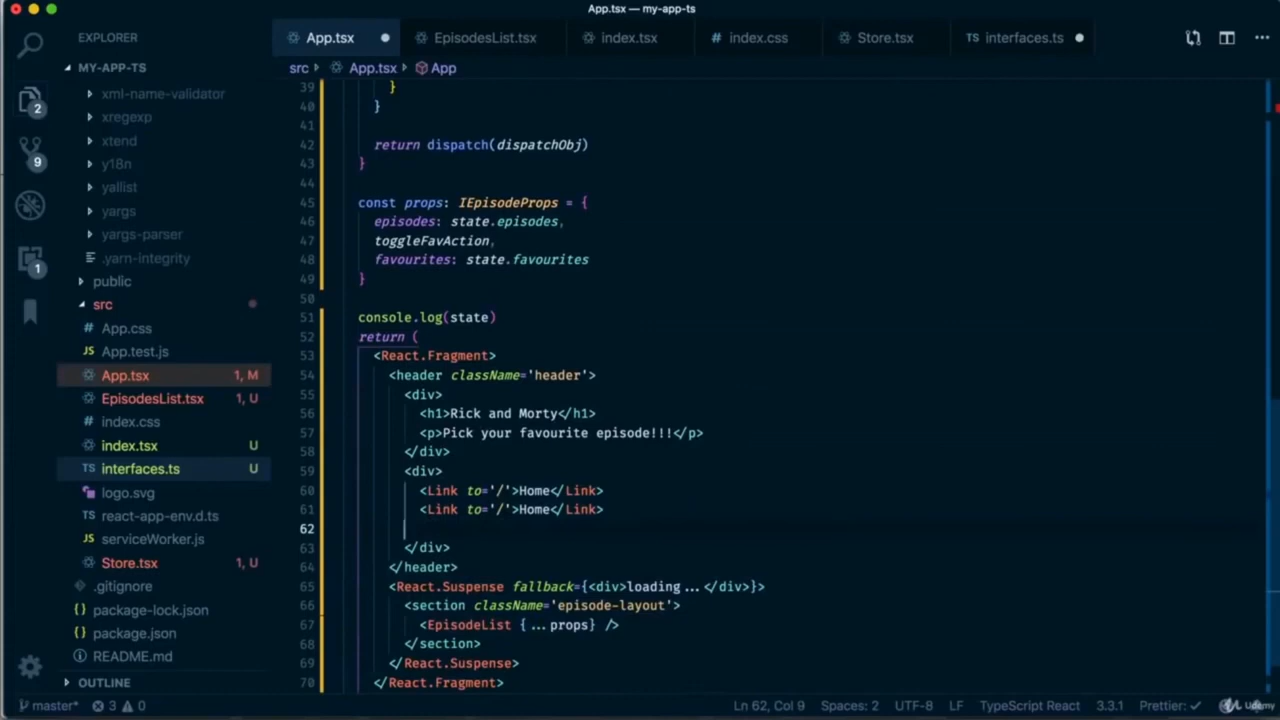 App.tsx — my-app-ts
EXPLORER
App.tsx
EpisodesList.tsx
index.tsx
# index.css
Store.tsx
TS interfaces.ts
MY-APP-TS
src App.tsx App
xml-name-validator
xregexp
xtend
y18n
yallist
yargs
yargs-parser
.yarn-integrity
public
src
# App.css
JS App.test.js
App.tsx 1, M
EpisodesList.tsx 1, U
# index.css
index.tsx U
TS interfaces.ts U
logo.svg
TS react-app-env.d.ts
JS serviceWorker.js
Store.tsx 1, U
.gitignore
{} package-lock.json
{} package.json
README.md
OUTLINE
2
9
1
39 }
40 }
41
42 return dispatch(dispatchObj)
43 }
44
45 const props: IEpisodeProps = {
46 episodes: state.episodes,
47 toggleFavAction,
48 favourites: state.favourites
49 }
50
51 console.log(state)
52 return (
53 <React.Fragment>
54 <header className='header'>
55 <div>
56 <h1>Rick and Morty</h1>
57 <p>Pick your favourite episode!!!</p>
58 </div>
59 <div>
60 <Link to='/'>Home</Link>
61 <Link to='/'>Home</Link>
62
63 </div>
64 </header>
65 <React.Suspense fallback={<div>loading...</div>}>
66 <section className='episode-layout'>
67 <EpisodeList {...props} />
68 </section>
69 </React.Suspense>
70 </React.Fragment>
master* 3 0
Ln 62, Col 9 Spaces: 2 UTF-8 LF TypeScript React 3.3.1 Prettier: ✓
Udemy